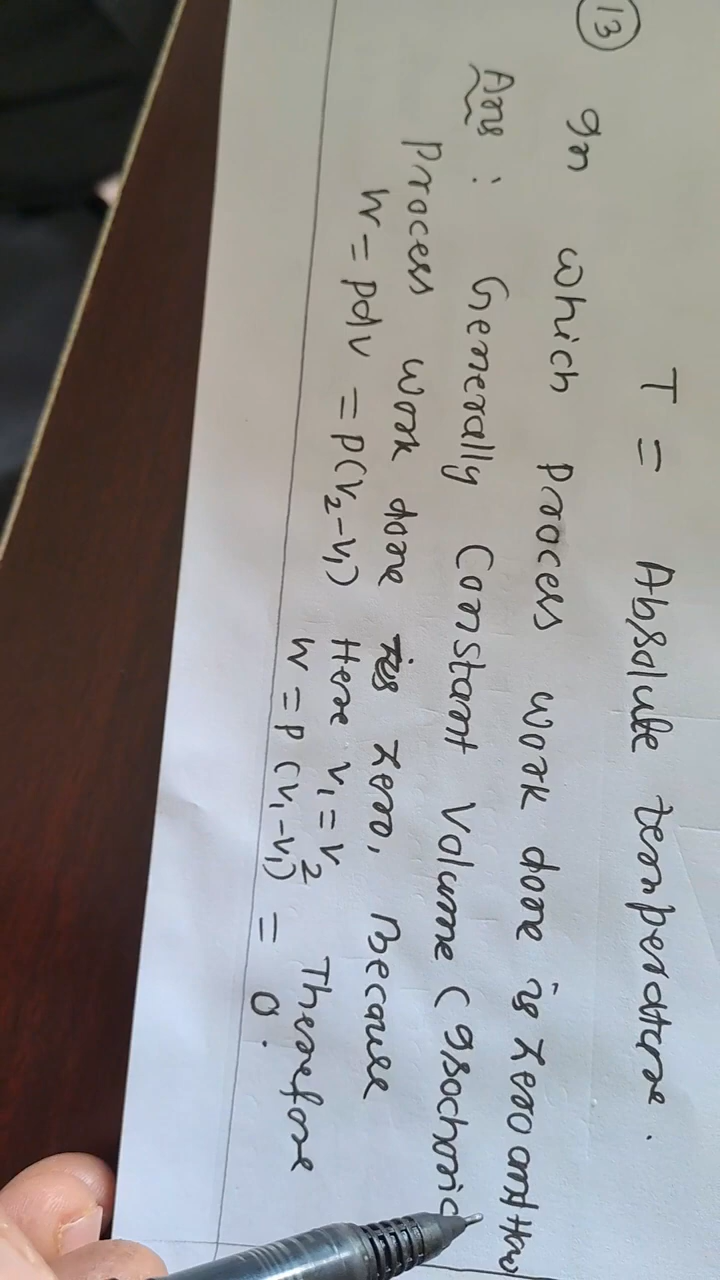 T = Absolute temperature.
13 In which process work done is zero and How
Ans : Generally Constant Volume (Isochoric
process work done is zero, Because
W = pdv = p(v2-v1) Here v1 = v2 Therefore
W = p (v1-v1) = 0.